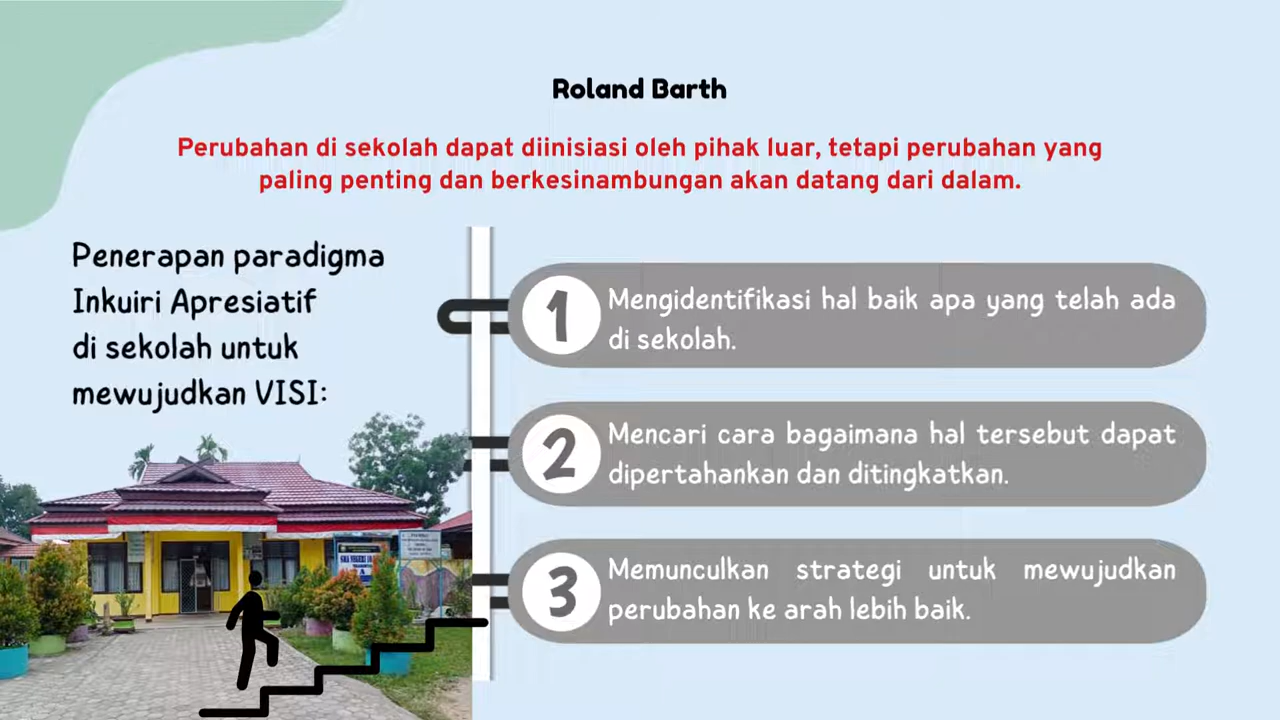 Roland Barth
Perubahan di sekolah dapat diinisiasi oleh pihak luar, tetapi perubahan yang
paling penting dan berkesinambungan akan datang dari dalam.
Penerapan paradigma
Inkuiri Apresiatif
di sekolah untuk
mewujudkan VISI:
1
Mengidentifikasi hal baik apa yang telah ada
di sekolah.
2
Mencari cara bagaimana hal tersebut dapat
dipertahankan dan ditingkatkan.
3
Memunculkan strategi untuk mewujudkan
perubahan ke arah lebih baik.
SMA NEGERI